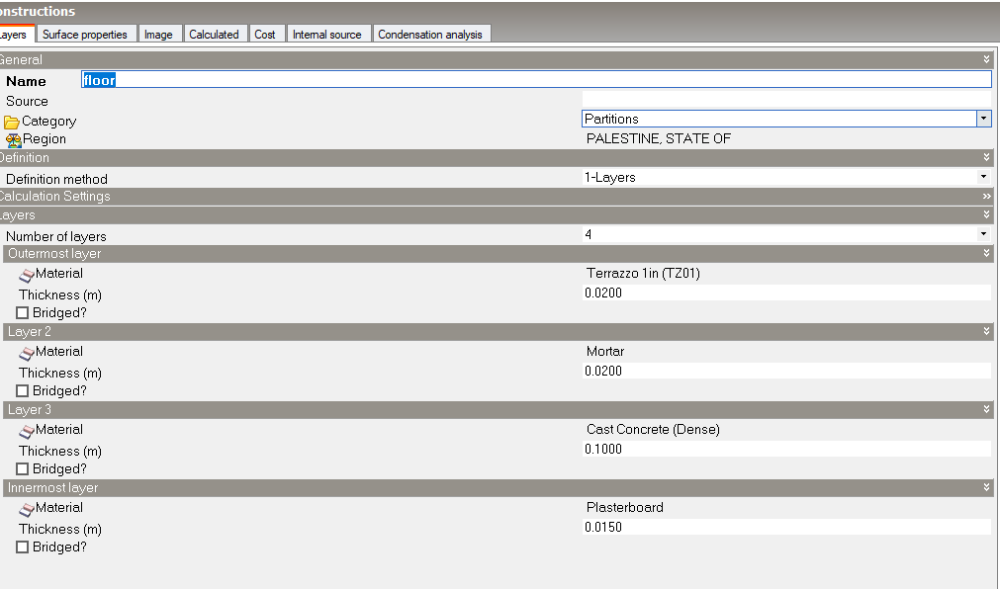 onstructions
ayers Surface properties Image Calculated Cost Internal source Condensation analysis
General
Name floor
Source
Category Partitions
Region PALESTINE, STATE OF
Definition
Definition method 1-Layers
Calculation Settings
Layers
Number of layers 4
Outermost layer
Material Terrazzo 1in (TZ01)
Thickness (m) 0.0200
Bridged?
Layer 2
Material Mortar
Thickness (m) 0.0200
Bridged?
Layer 3
Material Cast Concrete (Dense)
Thickness (m) 0.1000
Bridged?
Innermost layer
Material Plasterboard
Thickness (m) 0.0150
Bridged?